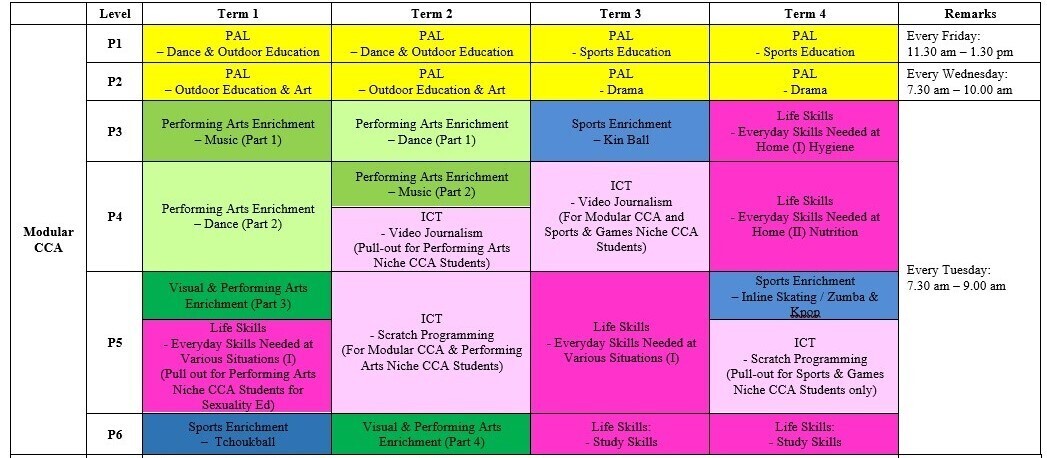 Level Term 1 Term 2 Term 3 Term 4 Remarks
Modular
CCA
P1
PAL
– Dance & Outdoor Education
PAL
– Dance & Outdoor Education
PAL
- Sports Education
PAL
- Sports Education
Every Friday:
11.30 am – 1.30 pm
P2
PAL
– Outdoor Education & Art
PAL
– Outdoor Education & Art
PAL
- Drama
PAL
- Drama
Every Wednesday:
7.30 am – 10.00 am
P3
Performing Arts Enrichment
– Music (Part 1)
Performing Arts Enrichment
– Dance (Part 1)
Sports Enrichment
– Kin Ball
Life Skills
- Everyday Skills Needed at
Home (I) Hygiene
Every Tuesday:
7.30 am – 9.00 am
P4
Performing Arts Enrichment
– Dance (Part 2)
Performing Arts Enrichment
– Music (Part 2)
ICT
- Video Journalism
(Pull-out for Performing Arts
Niche CCA Students)
ICT
- Video Journalism
(For Modular CCA and
Sports & Games Niche CCA
Students)
Life Skills
- Everyday Skills Needed at
Home (II) Nutrition
P5
Visual & Performing Arts
Enrichment (Part 3)
Life Skills
- Everyday Skills Needed at
Various Situations (I)
(Pull out for Performing Arts
Niche CCA Students for
Sexuality Ed)
ICT
- Scratch Programming
(For Modular CCA & Performing
Arts Niche CCA Students)
Life Skills
- Everyday Skills Needed at
Various Situations (I)
Sports Enrichment
– Inline Skating / Zumba &
Kpop
ICT
- Scratch Programming
(Pull-out for Sports & Games
Niche CCA Students only)
P6
Sports Enrichment
– Tchoukball
Visual & Performing Arts
Enrichment (Part 4)
Life Skills:
- Study Skills
Life Skills:
- Study Skills